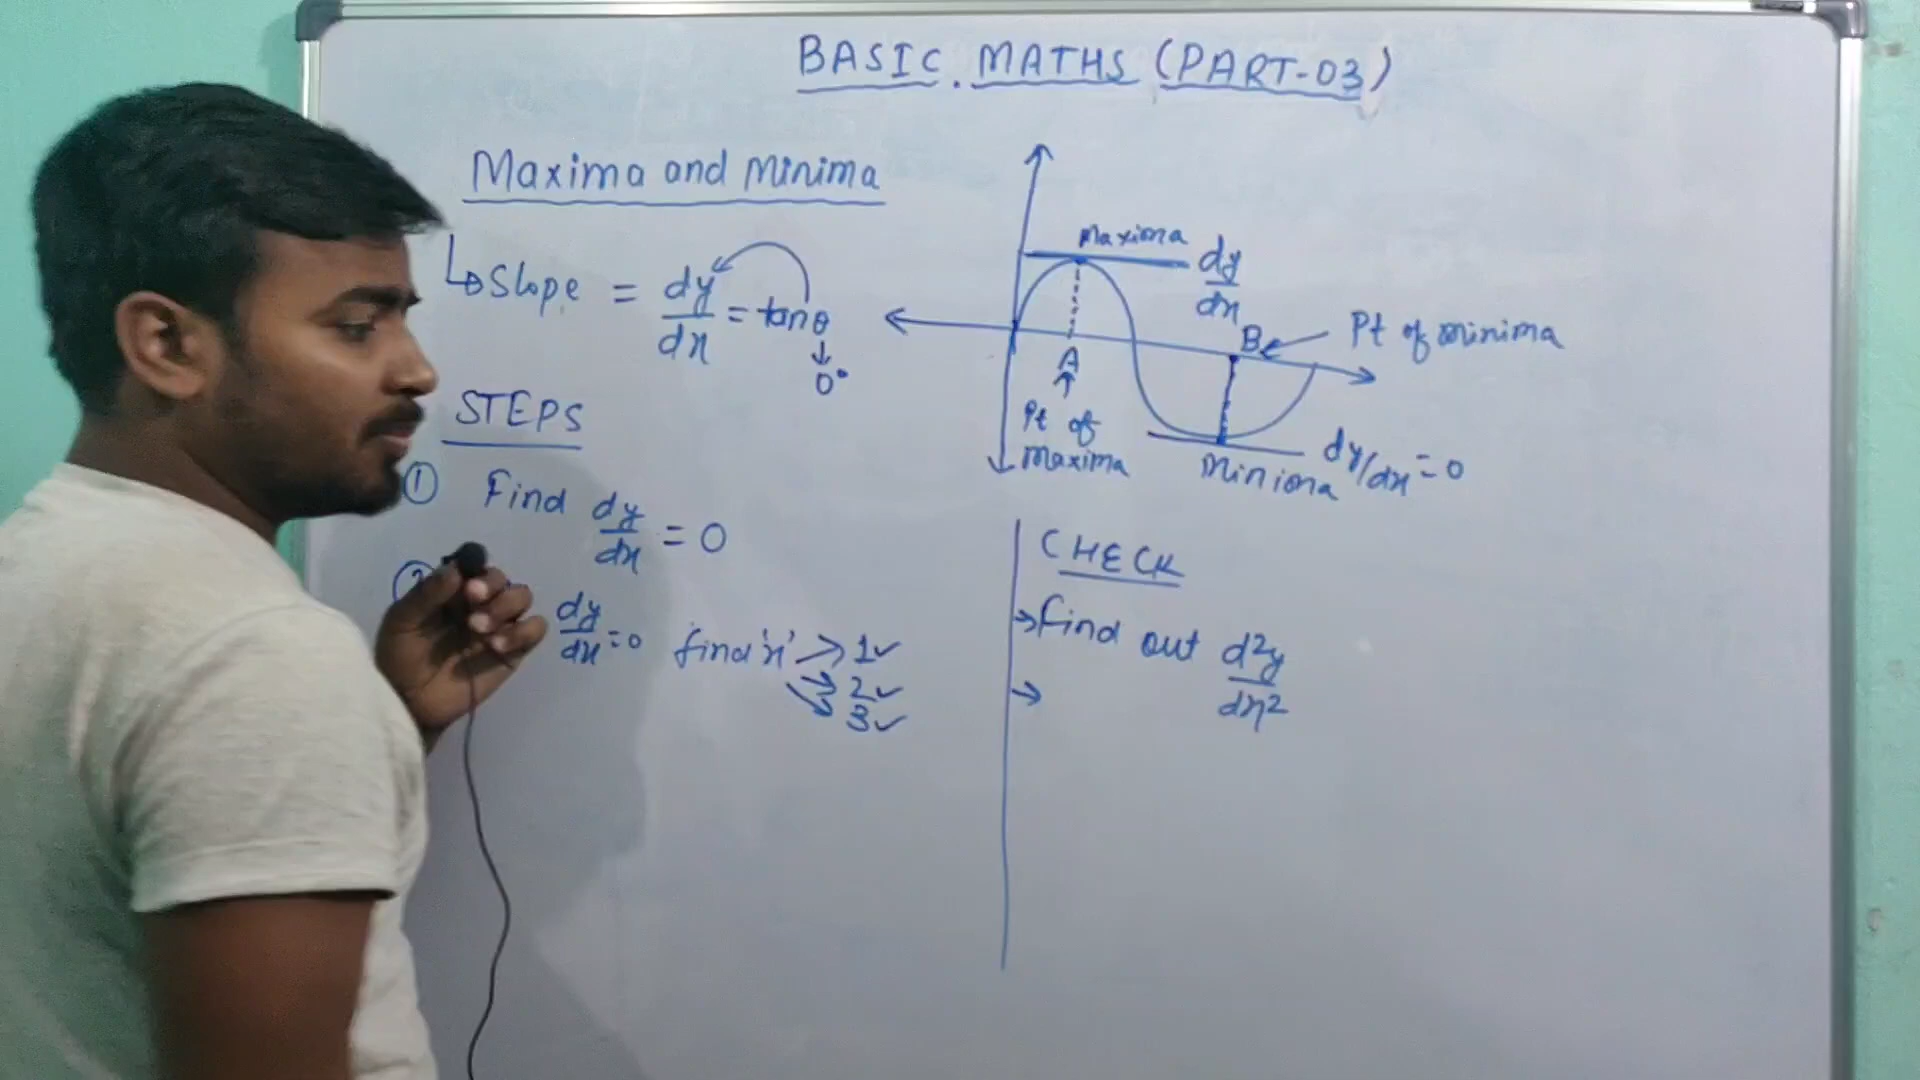 BASIC MATHS (PART-03)
Maxima and Minima
↳ Slope = dy/dx = tanθ
↓
0°
STEPS
① Find dy/dx = 0
② dy/dx = 0 find 'x' → 1✓
→ 2✓
→ 3✓
Maxima
dy/dx
A
↑
Pt of
Maxima
B ← Pt of minima
Minima
dy/dx = 0
CHECK
→ Find out d²y/dx²
→